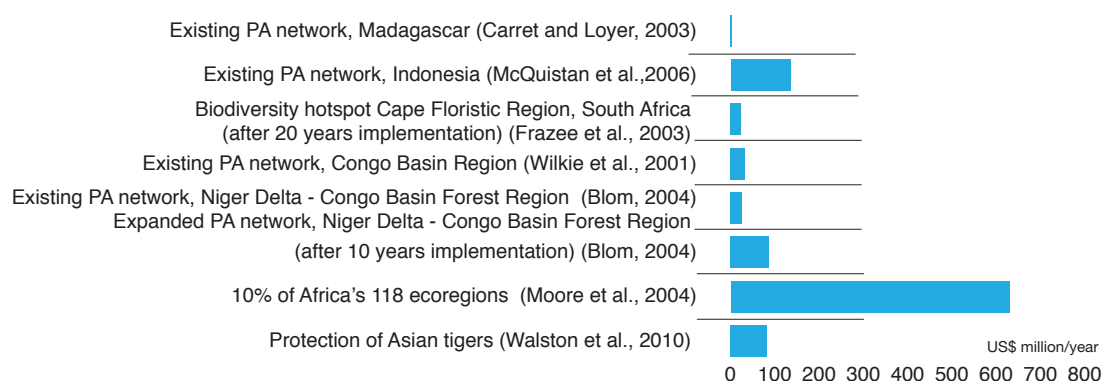 Existing PA network, Madagascar (Carret and Loyer, 2003)
Existing PA network, Indonesia (McQuistan et al.,2006)
Biodiversity hotspot Cape Floristic Region, South Africa
(after 20 years implementation) (Frazee et al., 2003)
Existing PA network, Congo Basin Region (Wilkie et al., 2001)
Existing PA network, Niger Delta - Congo Basin Forest Region (Blom, 2004)
Expanded PA network, Niger Delta - Congo Basin Forest Region
(after 10 years implementation) (Blom, 2004)
10% of Africa's 118 ecoregions (Moore et al., 2004)
Protection of Asian tigers (Walston et al., 2010)
US$ million/year
0 100 200 300 400 500 600 700 800